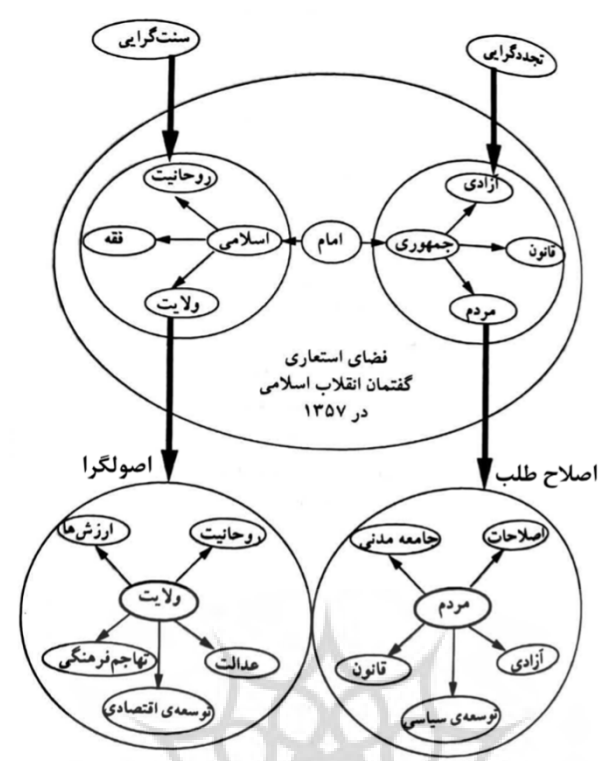 سنت‌گرایی
تجددگرایی
روحانیت
آزادی
فقه
اسلامی
امام
جمهوری
قانون
ولایت
مردم
فضای استعاری
گفتمان انقلاب اسلامی
در ۱۳۵۷
اصولگرا
اصلاح طلب
ارزش‌ها
روحانیت
جامعه مدنی
اصلاحات
ولایت
مردم
تهاجم‌فرهنگی
عدالت
قانون
آزادی
توسعه‌ی اقتصادی
توسعه‌ی سیاسی